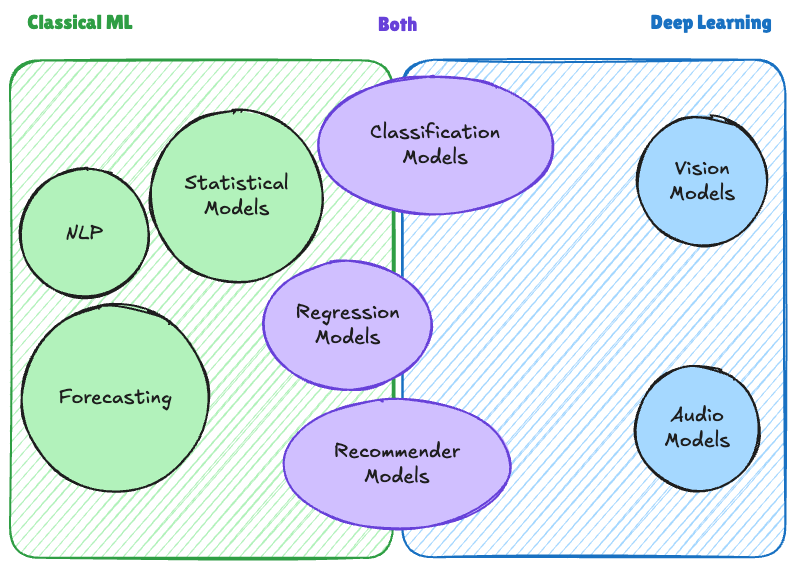 Classical ML
Both
Deep Learning
Classification
Models
Vision
Models
Statistical
Models
NLP
Regression
Models
Forecasting
Audio
Models
Recommender
Models